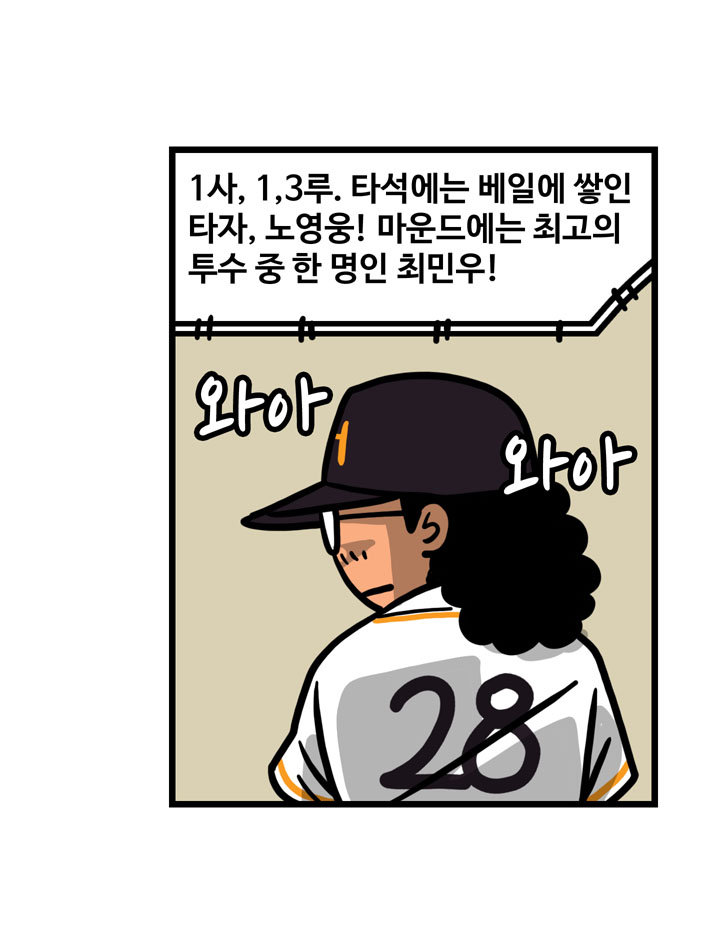 1사, 1,3루. 타석에는 베일에 쌓인
타자, 노영웅! 마운드에는 최고의
투수 중 한 명인 최민우!
와아
와아
28